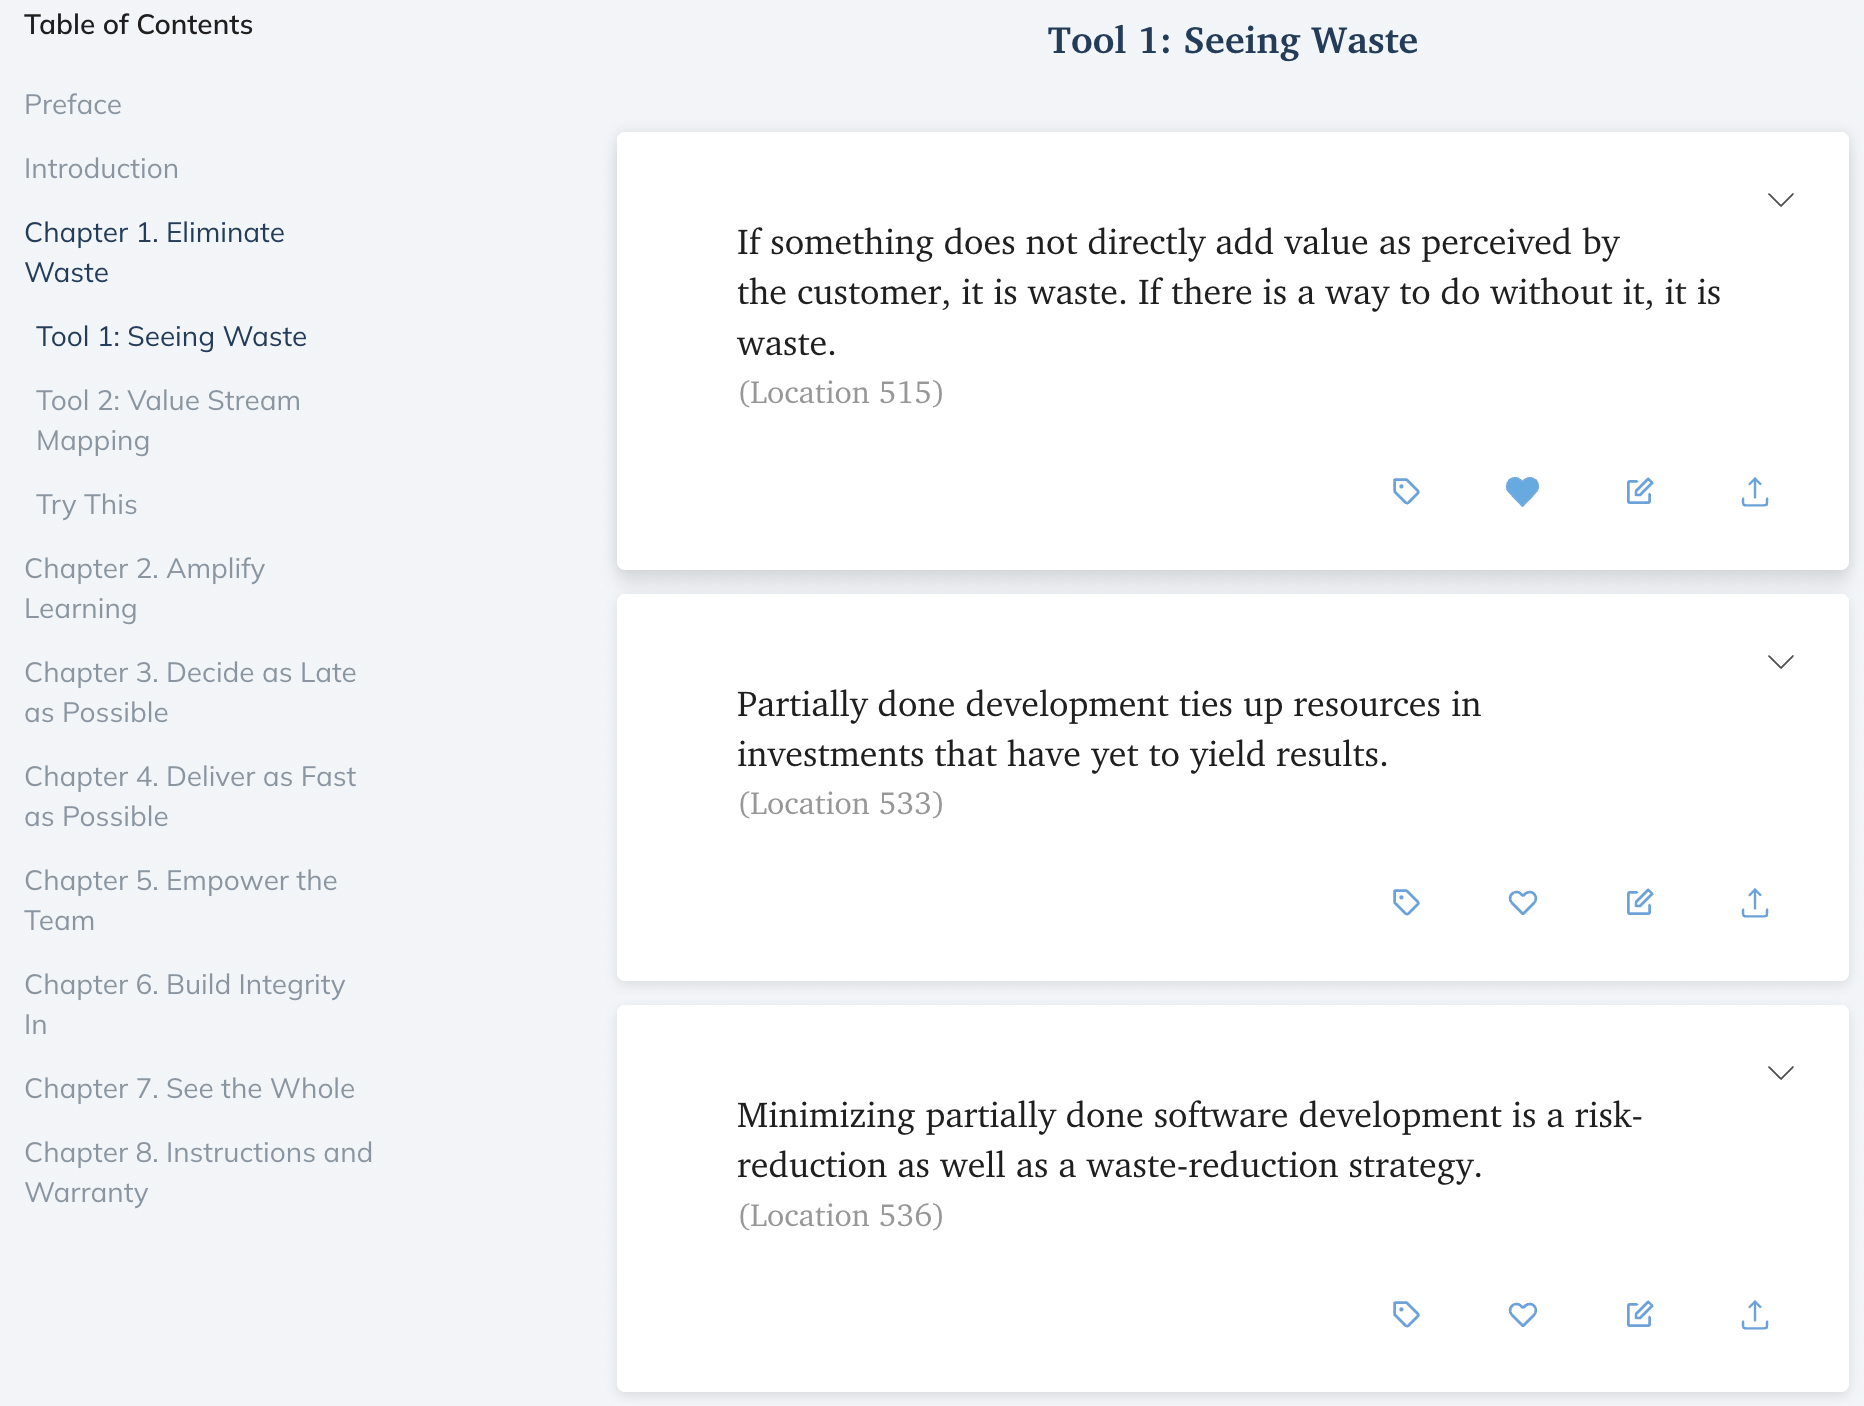 Table of Contents
Preface
Introduction
Chapter 1. Eliminate
Waste
Tool 1: Seeing Waste
Tool 2: Value Stream
Mapping
Try This
Chapter 2. Amplify
Learning
Chapter 3. Decide as Late
as Possible
Chapter 4. Deliver as Fast
as Possible
Chapter 5. Empower the
Team
Chapter 6. Build Integrity
In
Chapter 7. See the Whole
Chapter 8. Instructions and
Warranty
Tool 1: Seeing Waste
If something does not directly add value as perceived by
the customer, it is waste. If there is a way to do without it, it is
waste.
(Location 515)
Partially done development ties up resources in
investments that have yet to yield results.
(Location 533)
Minimizing partially done software development is a risk-
reduction as well as a waste-reduction strategy.
(Location 536)